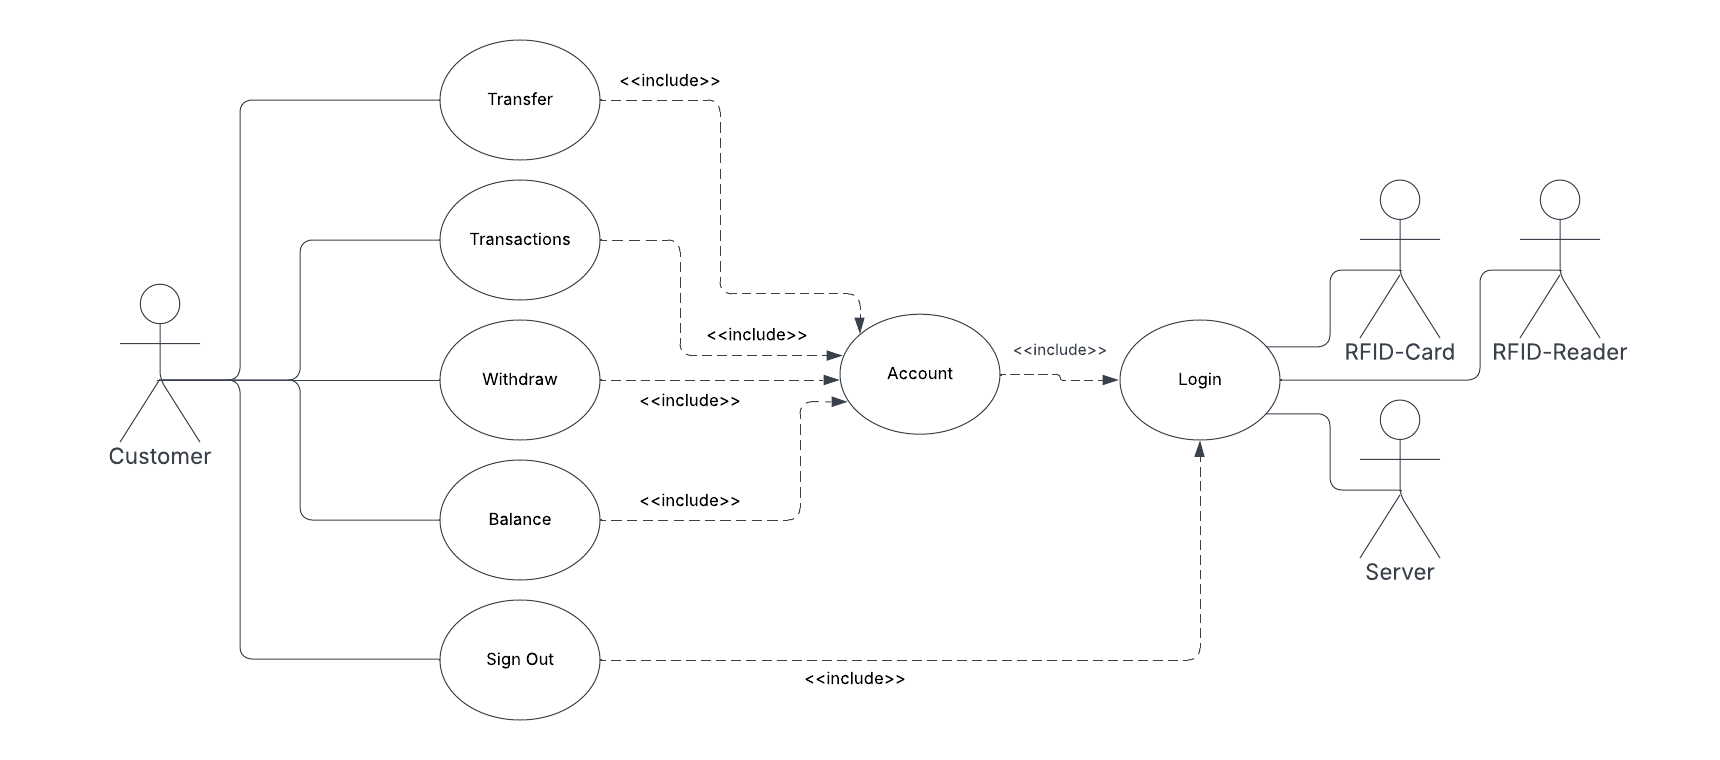 Transfer
<<include>>
Transactions
<<include>>
Withdraw
<<include>>
Balance
<<include>>
Sign Out
<<include>>
Customer
Account
<<include>>
Login
RFID-Card
RFID-Reader
Server